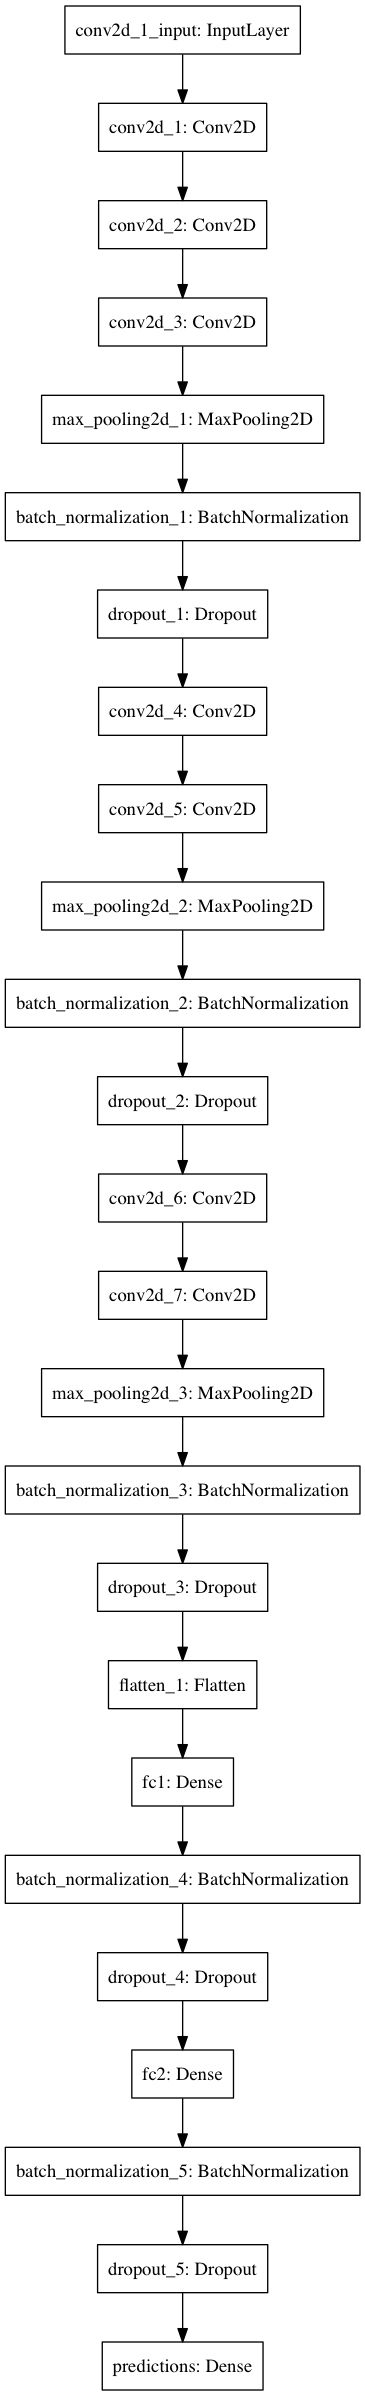 conv2d_1_input: InputLayer
conv2d_1: Conv2D
conv2d_2: Conv2D
conv2d_3: Conv2D
max_pooling2d_1: MaxPooling2D
batch_normalization_1: BatchNormalization
dropout_1: Dropout
conv2d_4: Conv2D
conv2d_5: Conv2D
max_pooling2d_2: MaxPooling2D
batch_normalization_2: BatchNormalization
dropout_2: Dropout
conv2d_6: Conv2D
conv2d_7: Conv2D
max_pooling2d_3: MaxPooling2D
batch_normalization_3: BatchNormalization
dropout_3: Dropout
flatten_1: Flatten
fc1: Dense
batch_normalization_4: BatchNormalization
dropout_4: Dropout
fc2: Dense
batch_normalization_5: BatchNormalization
dropout_5: Dropout
predictions: Dense